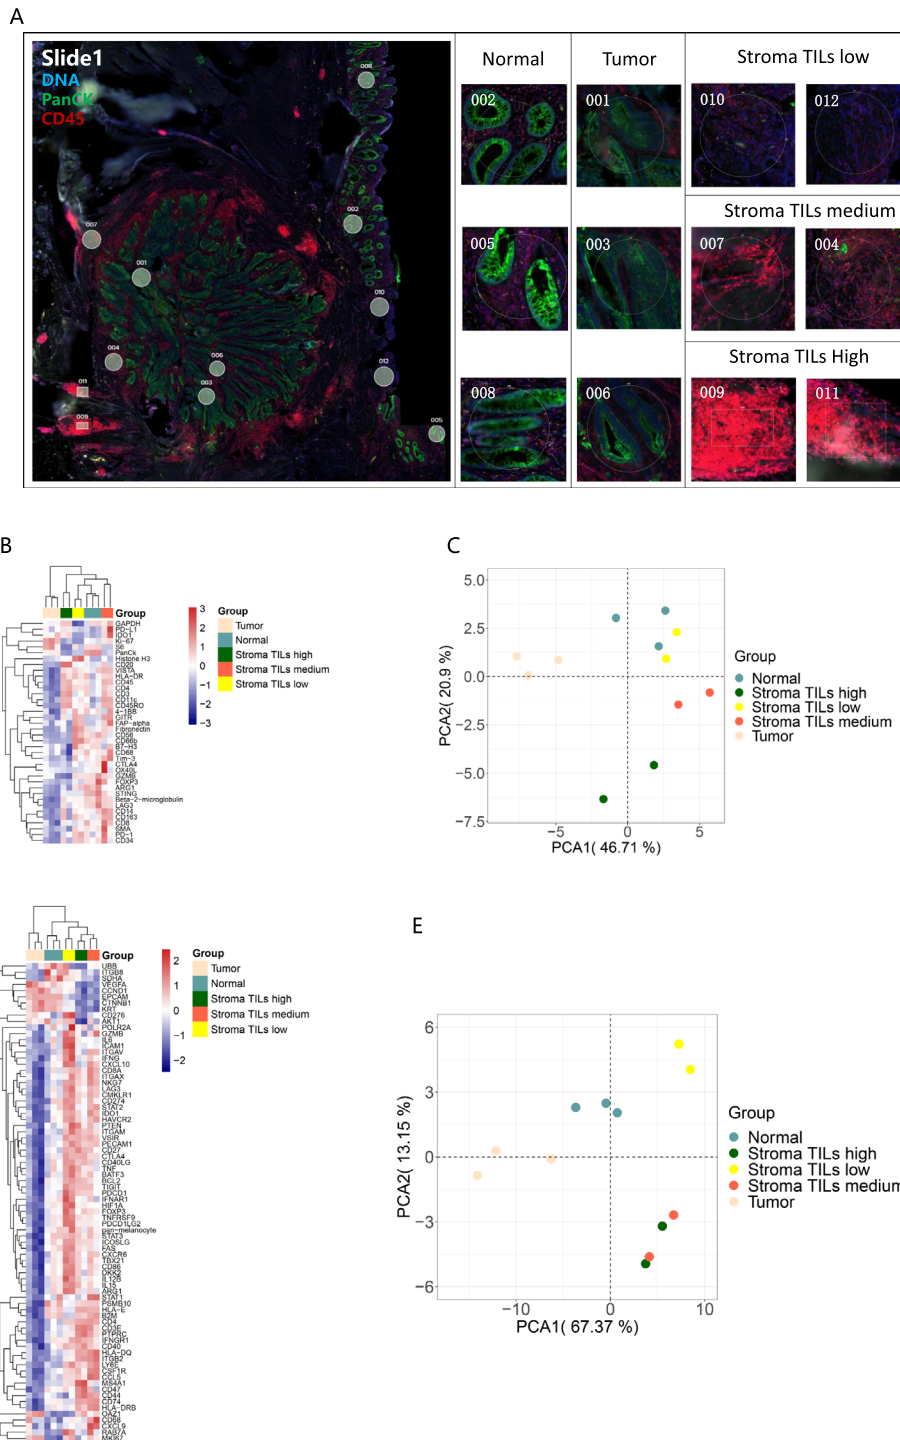 A
Slide1
DNA
PanCK
CD45
008
002
007
001
010
004
006
012
011
003
009
005
Normal
Tumor
Stroma TILs low
002
001
010
012
Stroma TILs medium
005
003
007
004
Stroma TILs High
008
006
009
011
B
Group
GAPDH
PD-L1
IDO1
Ki-67
S6
PanCk
Histone H3
CD20
VISTA
HLA-DR
CD45
CD4
CD3
CD11c
CD45RO
4-1BB
GITR
FAP-alpha
Fibronectin
CD56
CD66b
B7-H3
CD68
Tim-3
CTLA4
OX40L
GZMB
FOXP3
ARG1
STING
Beta-2-microglobulin
LAG3
CD14
CD163
CD8
SMA
PD-1
CD34
3
2
1
0
−1
−2
−3
Group
Tumor
Normal
Stroma TILs high
Stroma TILs medium
Stroma TILs low
C
5.0
2.5
0.0
−2.5
−5.0
−7.5
PCA2( 20.9 %)
−5
0
5
PCA1( 46.71 %)
Group
Normal
Stroma TILs high
Stroma TILs low
Stroma TILs medium
Tumor
Group
UBB
ITGB8
SDHA
VEGFA
CCND1
EPCAM
CTNNB1
KRT
CD276
AKT1
POLR2A
GZMB
IL6
ICAM1
ITGAV
IFNG
CXCL10
CD8A
ITGAX
NKG7
LAG3
CMKLR1
CD274
STAT2
IDO1
HAVCR2
PTEN
ITGAM
VSIR
PECAM1
CD27
CTLA4
CD40LG
TNF
BATF3
BCL2
TIGIT
PDCD1
IFNAR1
HIF1A
FOXP3
TNFRSF9
PDCD1LG2
pan-melanocyte
STAT3
ICOSLG
FAS
CXCR6
TBX21
CD86
DKK2
IL12B
IL15
ARG1
STAT1
PSMB10
HLA-E
B2M
CD4
CD3E
PTPRC
IFNGR1
CD40
HLA-DQ
ITGB2
LY6E
CSF1R
CCL5
MS4A1
CD47
CD44
CD74
HLA-DRB
OAZ1
CD68
CXCL9
RAB7A
MKI67
2
1
0
−1
−2
Group
Tumor
Normal
Stroma TILs high
Stroma TILs medium
Stroma TILs low
E
6
3
0
−3
−6
PCA2( 13.15 %)
−10
0
10
PCA1( 67.37 %)
Group
Normal
Stroma TILs high
Stroma TILs low
Stroma TILs medium
Tumor